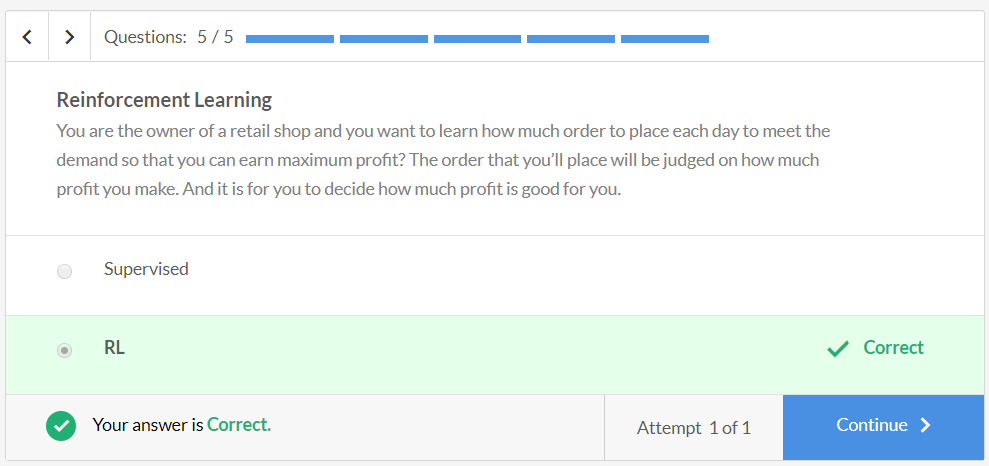 Questions: 5 / 5
Reinforcement Learning
You are the owner of a retail shop and you want to learn how much order to place each day to meet the
demand so that you can earn maximum profit? The order that you’ll place will be judged on how much
profit you make. And it is for you to decide how much profit is good for you.
Supervised
RL
Correct
Your answer is Correct.
Attempt 1 of 1
Continue